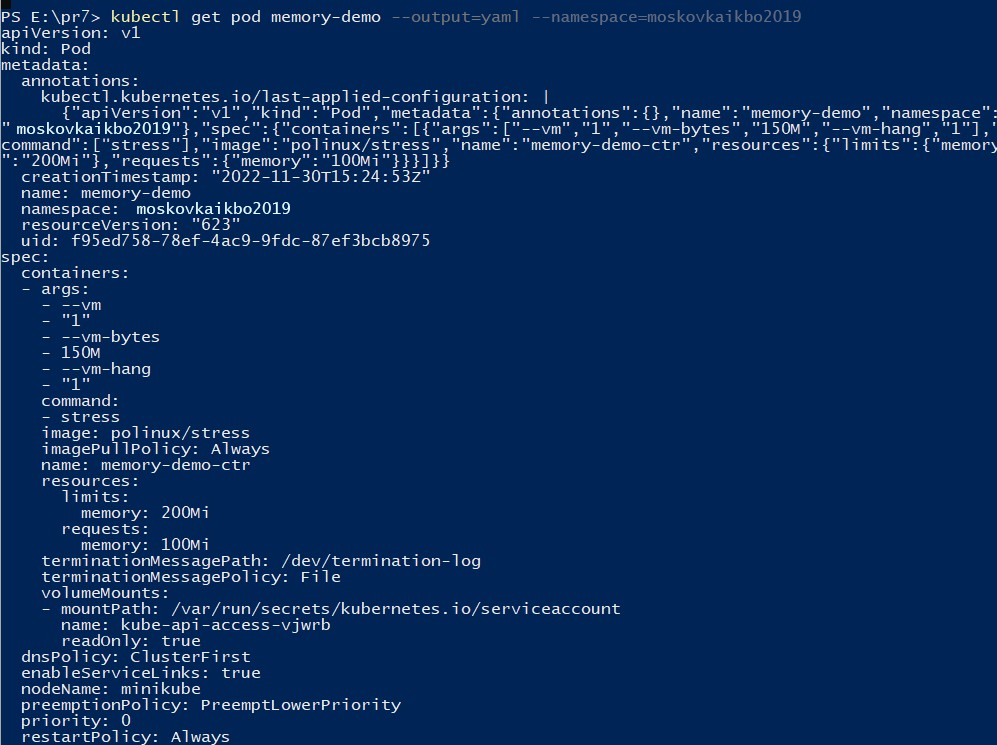 PS E:\pr7> kubectl get pod memory-demo --output=yaml --namespace=moskovkaikbo2019
apiVersion: v1
kind: Pod
metadata:
  annotations:
    kubectl.kubernetes.io/last-applied-configuration: |
      {"apiVersion":"v1","kind":"Pod","metadata":{"annotations":{},"name":"memory-demo","namespace":
" moskovkaikbo2019"},"spec":{"containers":[{"args":["--vm","1","--vm-bytes","150M","--vm-hang","1"],"
command":["stress"],"image":"polinux/stress","name":"memory-demo-ctr","resources":{"limits":{"memory
":"200Mi"},"requests":{"memory":"100Mi"}}}]}}
  creationTimestamp: "2022-11-30T15:24:53Z"
  name: memory-demo
  namespace:  moskovkaikbo2019
  resourceVersion: "623"
  uid: f95ed758-78ef-4ac9-9fdc-87ef3bcb8975
spec:
  containers:
  - args:
    - --vm
    - "1"
    - --vm-bytes
    - 150M
    - --vm-hang
    - "1"
    command:
    - stress
    image: polinux/stress
    imagePullPolicy: Always
    name: memory-demo-ctr
    resources:
      limits:
        memory: 200Mi
      requests:
        memory: 100Mi
    terminationMessagePath: /dev/termination-log
    terminationMessagePolicy: File
    volumeMounts:
    - mountPath: /var/run/secrets/kubernetes.io/serviceaccount
      name: kube-api-access-vjwrb
      readOnly: true
  dnsPolicy: ClusterFirst
  enableServiceLinks: true
  nodeName: minikube
  preemptionPolicy: PreemptLowerPriority
  priority: 0
  restartPolicy: Always